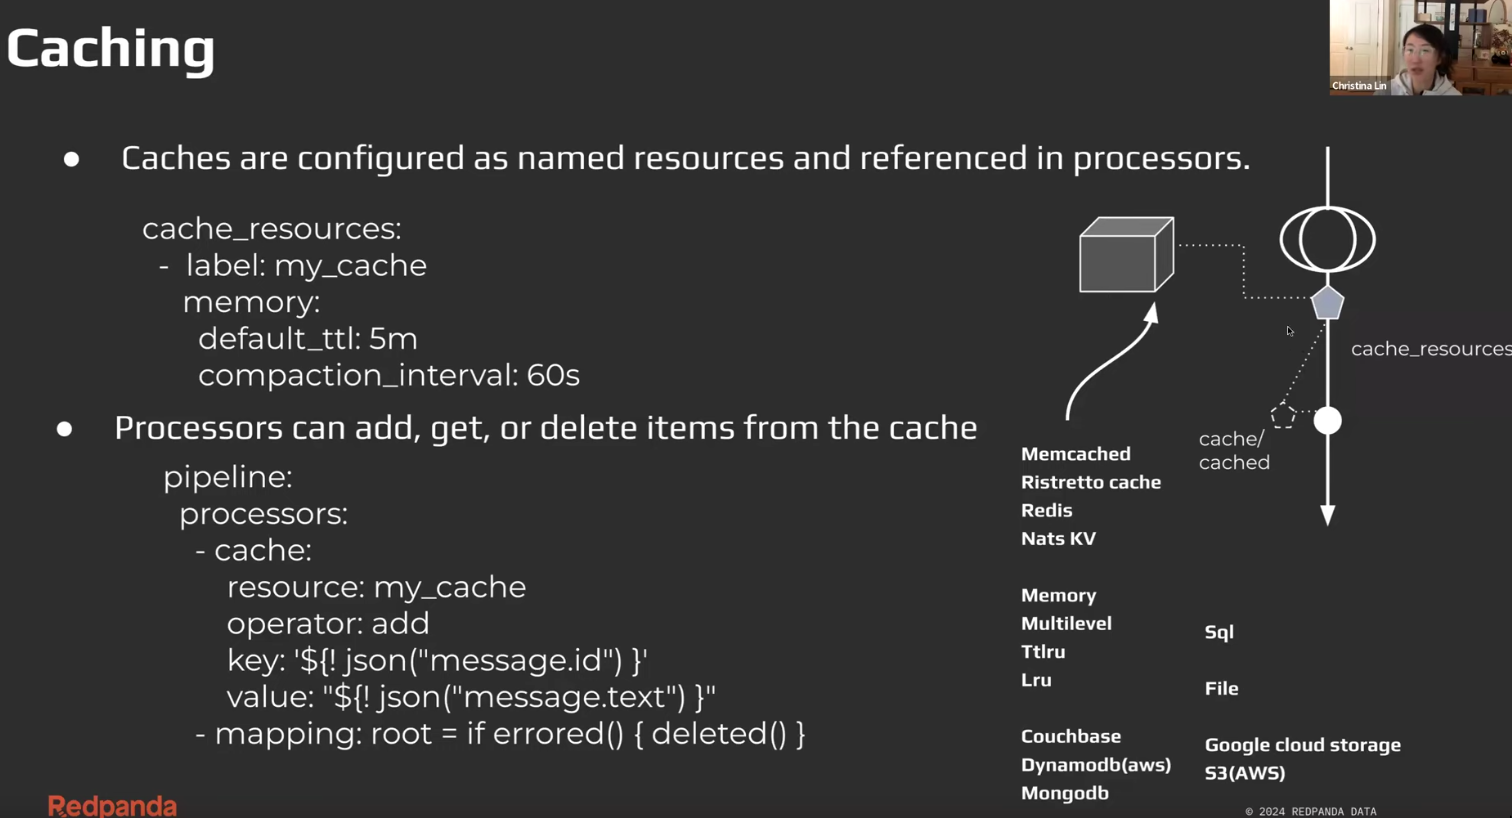 Caching
Christina Lin
● Caches are configured as named resources and referenced in processors.
cache_resources:
- label: my_cache
memory:
default_ttl: 5m
compaction_interval: 60s
● Processors can add, get, or delete items from the cache
pipeline:
processors:
- cache:
resource: my_cache
operator: add
key: '${! json("message.id") }'
value: "${! json("message.text") }"
- mapping: root = if errored() { deleted() }
cache_resources
cache/
cached
Memcached
Ristretto cache
Redis
Nats KV
Memory
Multilevel
Ttlru
Lru
Couchbase
Dynamodb(aws)
Mongodb
Sql
File
Google cloud storage
S3(AWS)
Redpanda
© 2024 REDPANDA DATA